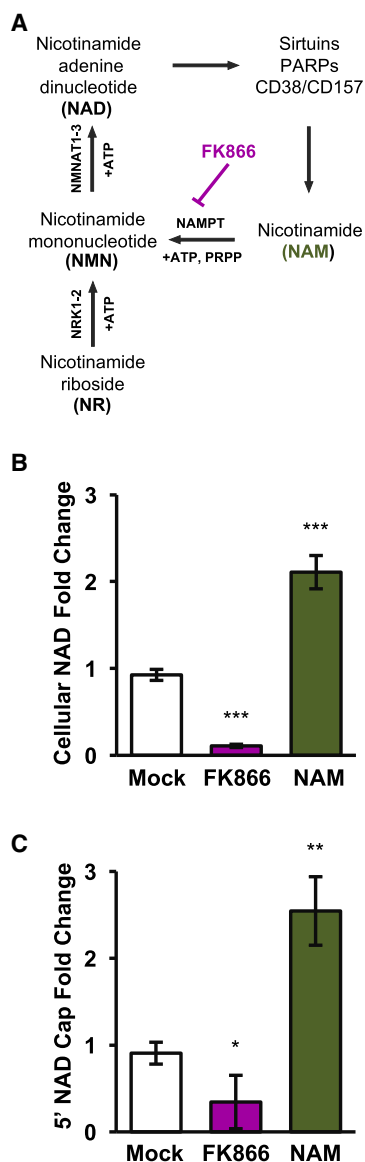 A
Nicotinamide
adenine
dinucleotide
(NAD)
Sirtuins
PARPs
CD38/CD157
NMNAT1-3
+ATP
FK866
Nicotinamide
mononucleotide
(NMN)
NAMPT
+ATP, PRPP
Nicotinamide
(NAM)
NRK1-2
+ATP
Nicotinamide
riboside
(NR)
B
Cellular NAD Fold Change
3
2
1
0
***
***
Mock FK866 NAM
C
5' NAD Cap Fold Change
3
2
1
0
*
**
Mock FK866 NAM